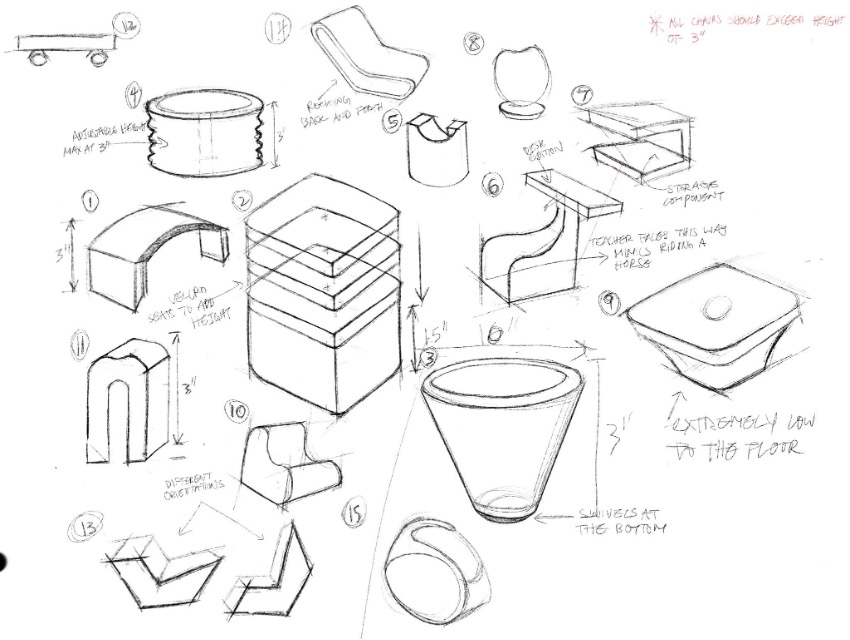 * ALL CHAIRS SHOULD EXCEED HEIGHT
OF 3"
12
14
8
4
ROCKING
BACK AND FORTH
ADJUSTABLE HEIGHT
MAX AT 3"
3"
5
7
DESK
6
STORAGE
COMPONENT
1
2
3"
TEACHER FACES THIS WAY
MIMICS RIDING A
HORSE
VELCRO
SEATS TO ADD
HEIGHT
9
15"
6"
3
11
3"
10
3"
EXTREMELY LOW
TO THE FLOOR
DIFFERENT
ORIENTATIONS
13
15
SWIVELS AT
THE BOTTOM